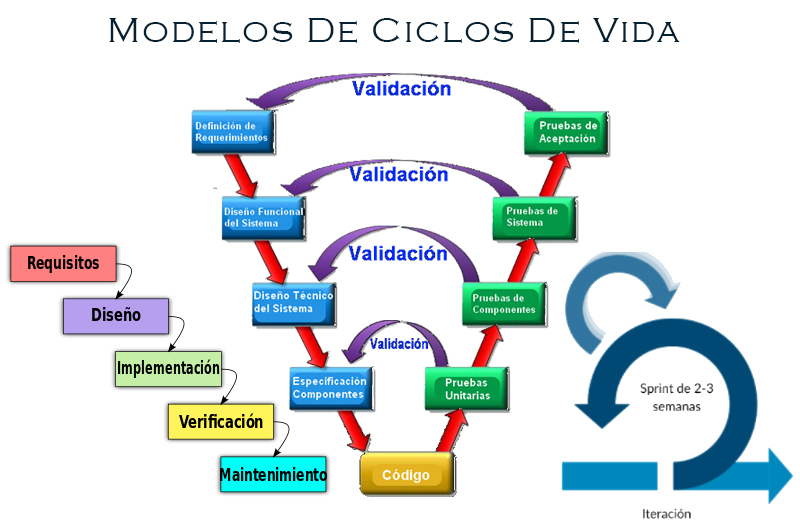 MODELOS DE CICLOS DE VIDA
Validación
Definición de
Requerimientos
Pruebas de
Aceptación
Validación
Diseño Funcional
del Sistema
Pruebas de
Sistema
Validación
Diseño Técnico
del Sistema
Pruebas de
Componentes
Validación
Especificación
Componentes
Pruebas
Unitarias
Código
Requisitos
Diseño
Implementación
Verificación
Mantenimiento
Sprint de 2-3
semanas
Iteración